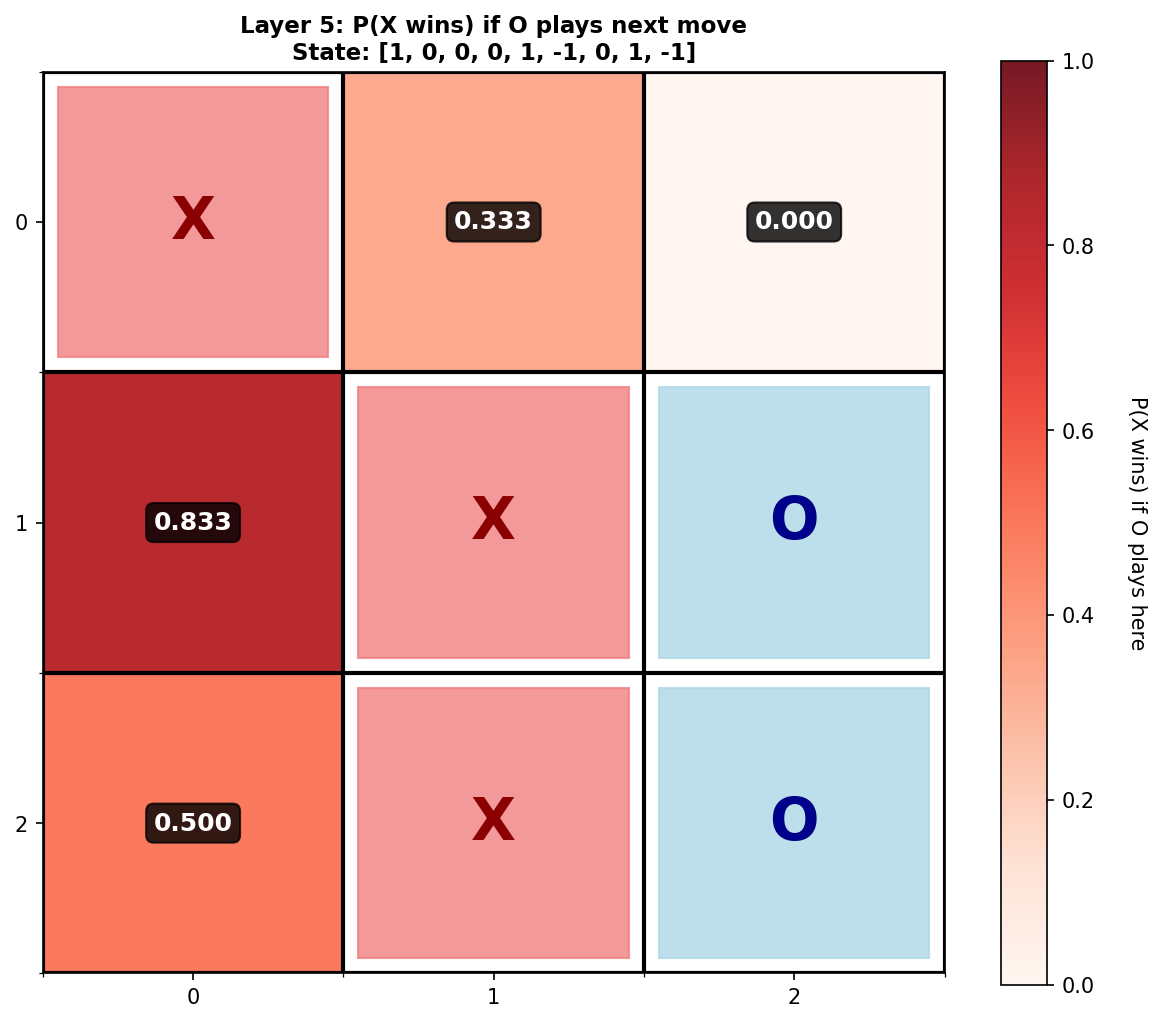 Layer 5: P(X wins) if O plays next move
State: [1, 0, 0, 0, 1, -1, 0, 1, -1]
0
X
0.333
0.000
1
0.833
X
O
2
0.500
X
O
0
1
2
1.0
0.8
0.6
0.4
0.2
0.0
P(X wins) if O plays here